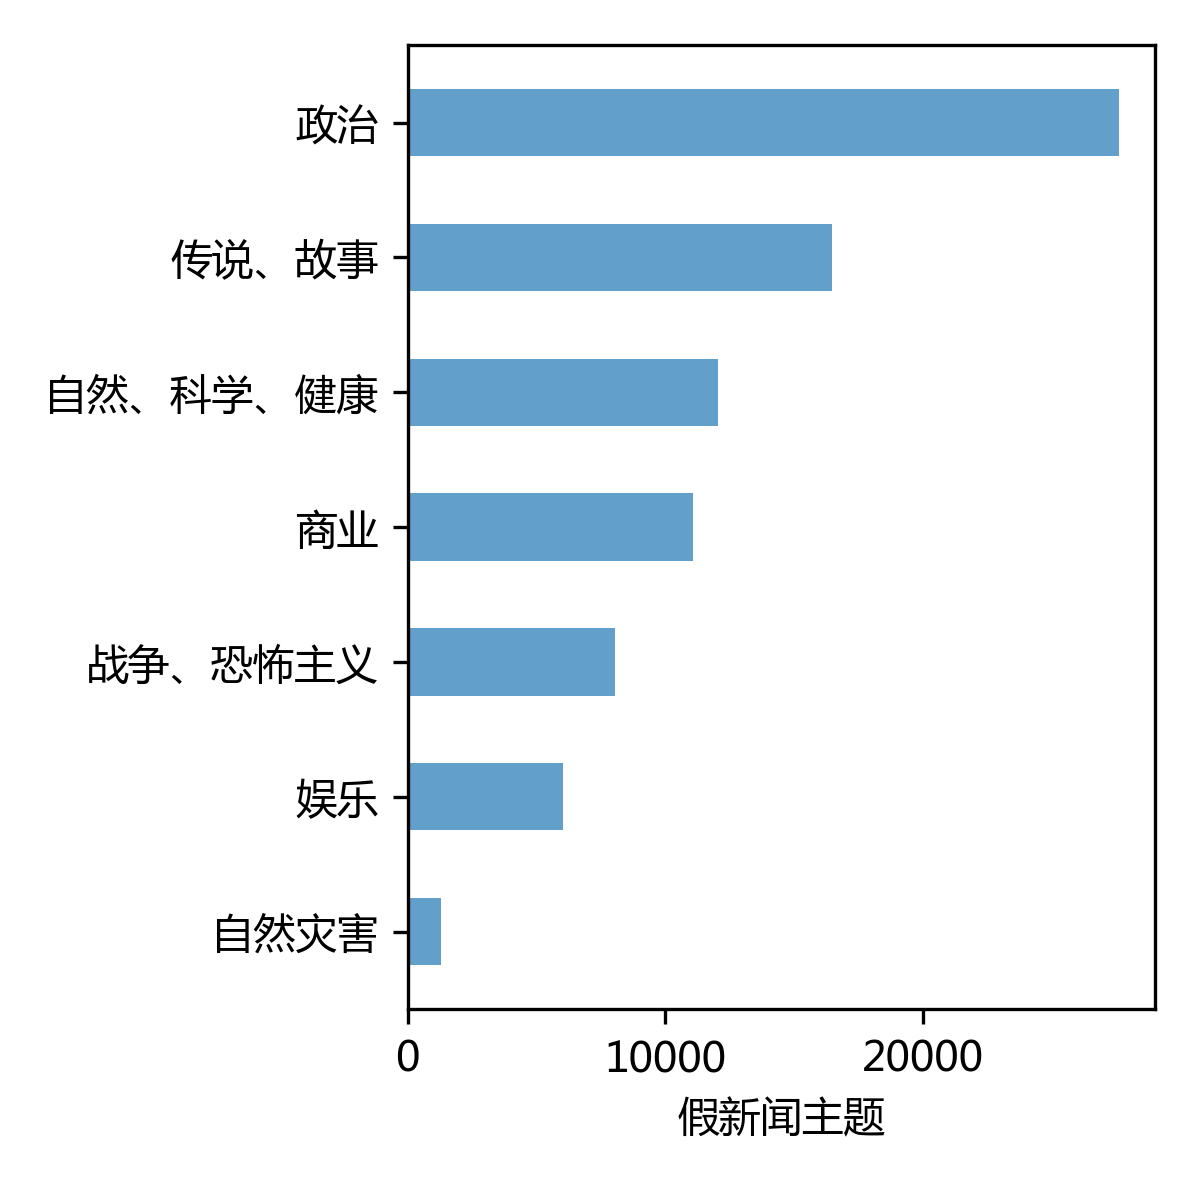 政治
传说、故事
自然、科学、健康
商业
战争、恐怖主义
娱乐
自然灾害
0 10000 20000
假新闻主题